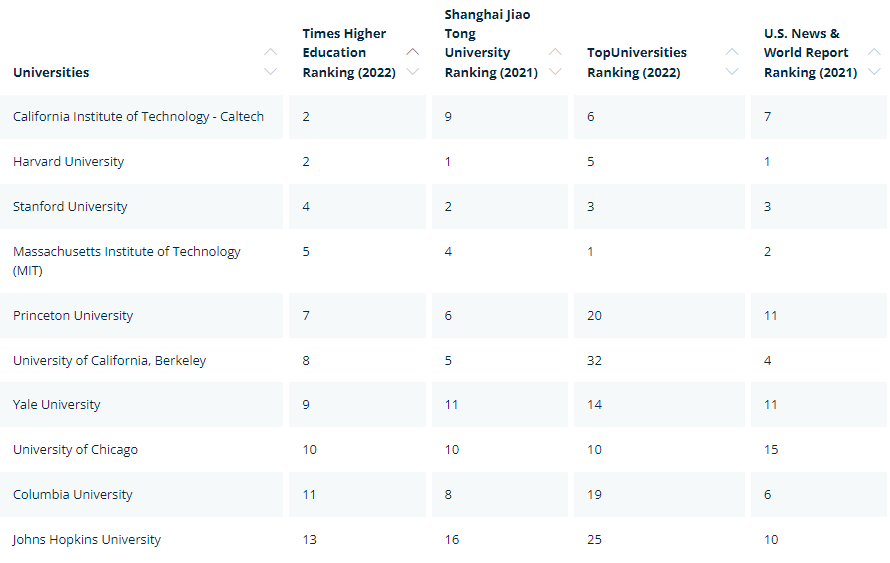 Universities
Times Higher
Education
Ranking (2022)
Shanghai Jiao
Tong
University
Ranking (2021)
TopUniversities
Ranking (2022)
U.S. News &
World Report
Ranking (2021)
California Institute of Technology - Caltech 2 9 6 7
Harvard University 2 1 5 1
Stanford University 4 2 3 3
Massachusetts Institute of Technology
(MIT) 5 4 1 2
Princeton University 7 6 20 11
University of California, Berkeley 8 5 32 4
Yale University 9 11 14 11
University of Chicago 10 10 10 15
Columbia University 11 8 19 6
Johns Hopkins University 13 16 25 10